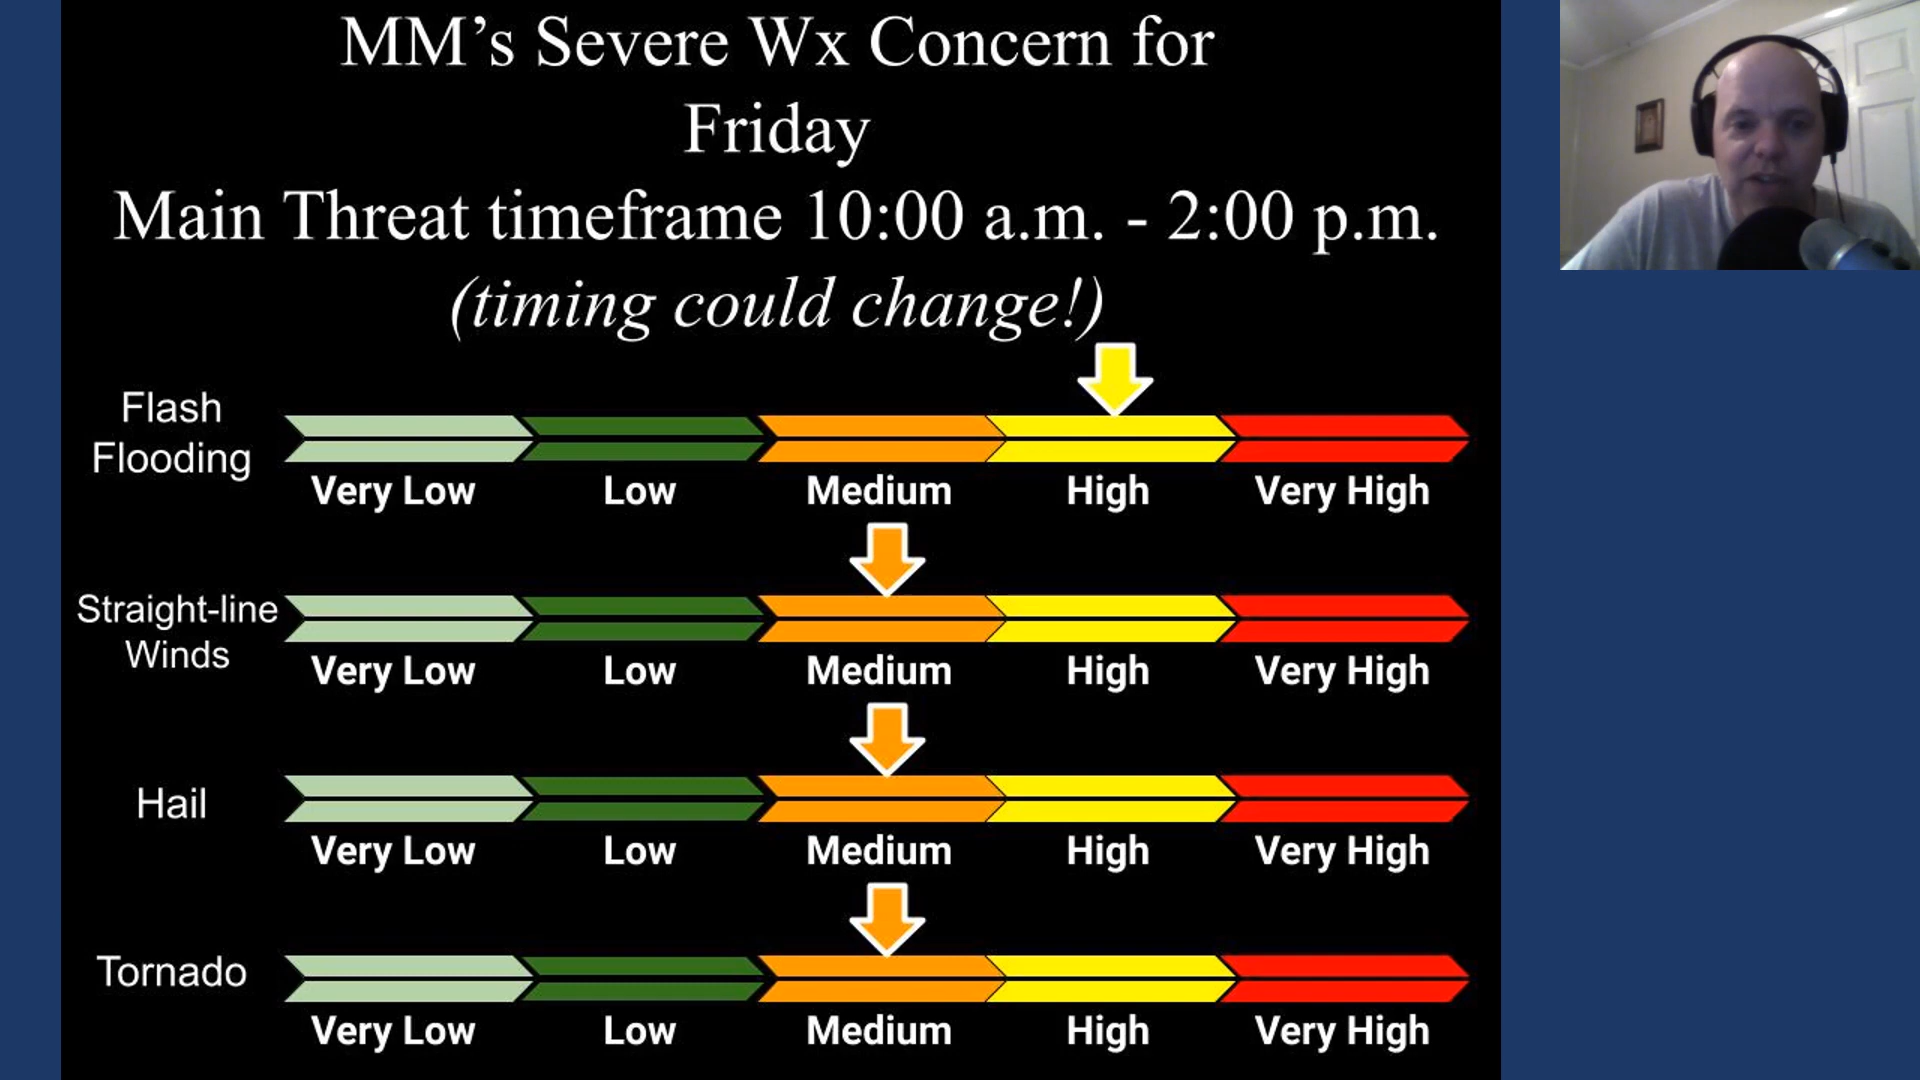 MM’s Severe Wx Concern for
Friday
Main Threat timeframe 10:00 a.m. - 2:00 p.m.
(timing could change!)
Flash
Flooding
Very Low Low Medium High Very High
Straight-line
Winds
Very Low Low Medium High Very High
Hail
Very Low Low Medium High Very High
Tornado
Very Low Low Medium High Very High